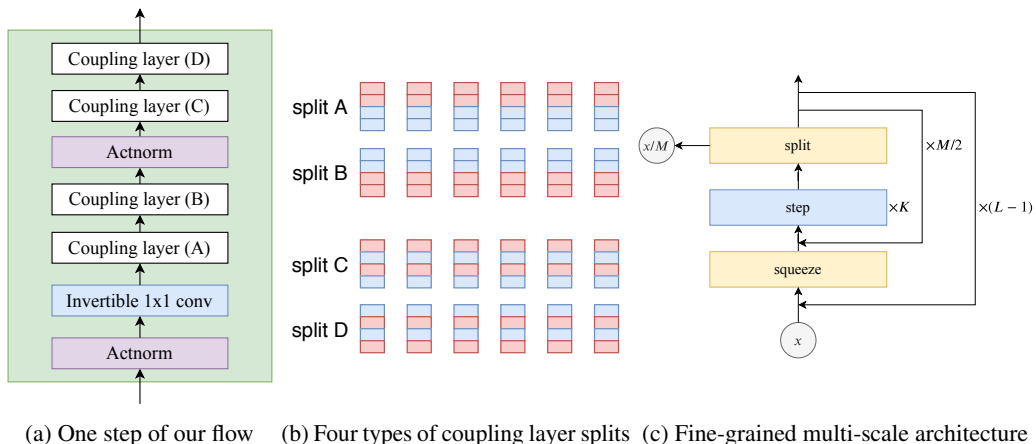 Coupling layer (D)
Coupling layer (C)
Actnorm
Coupling layer (B)
Coupling layer (A)
Invertible 1x1 conv
Actnorm
(a) One step of our flow
split A
split B
split C
split D
(b) Four types of coupling layer splits
x/M
split
×M/2
step
×K
×(L − 1)
squeeze
x
(c) Fine-grained multi-scale architecture